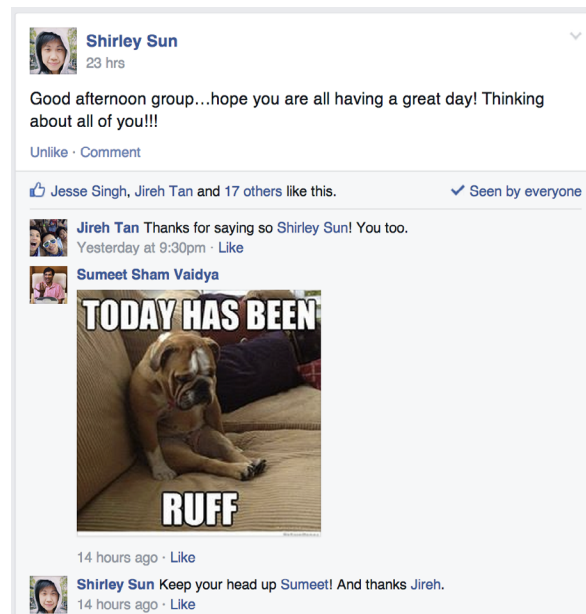 Shirley Sun
23 hrs
Good afternoon group...hope you are all having a great day! Thinking
about all of you!!!
Unlike · Comment
Jesse Singh, Jireh Tan and 17 others like this.
Seen by everyone
Jireh Tan Thanks for saying so Shirley Sun! You too.
Yesterday at 9:30pm · Like
Sumeet Sham Vaidya
TODAY HAS BEEN
RUFF
14 hours ago · Like
Shirley Sun Keep your head up Sumeet! And thanks Jireh.
14 hours ago · Like